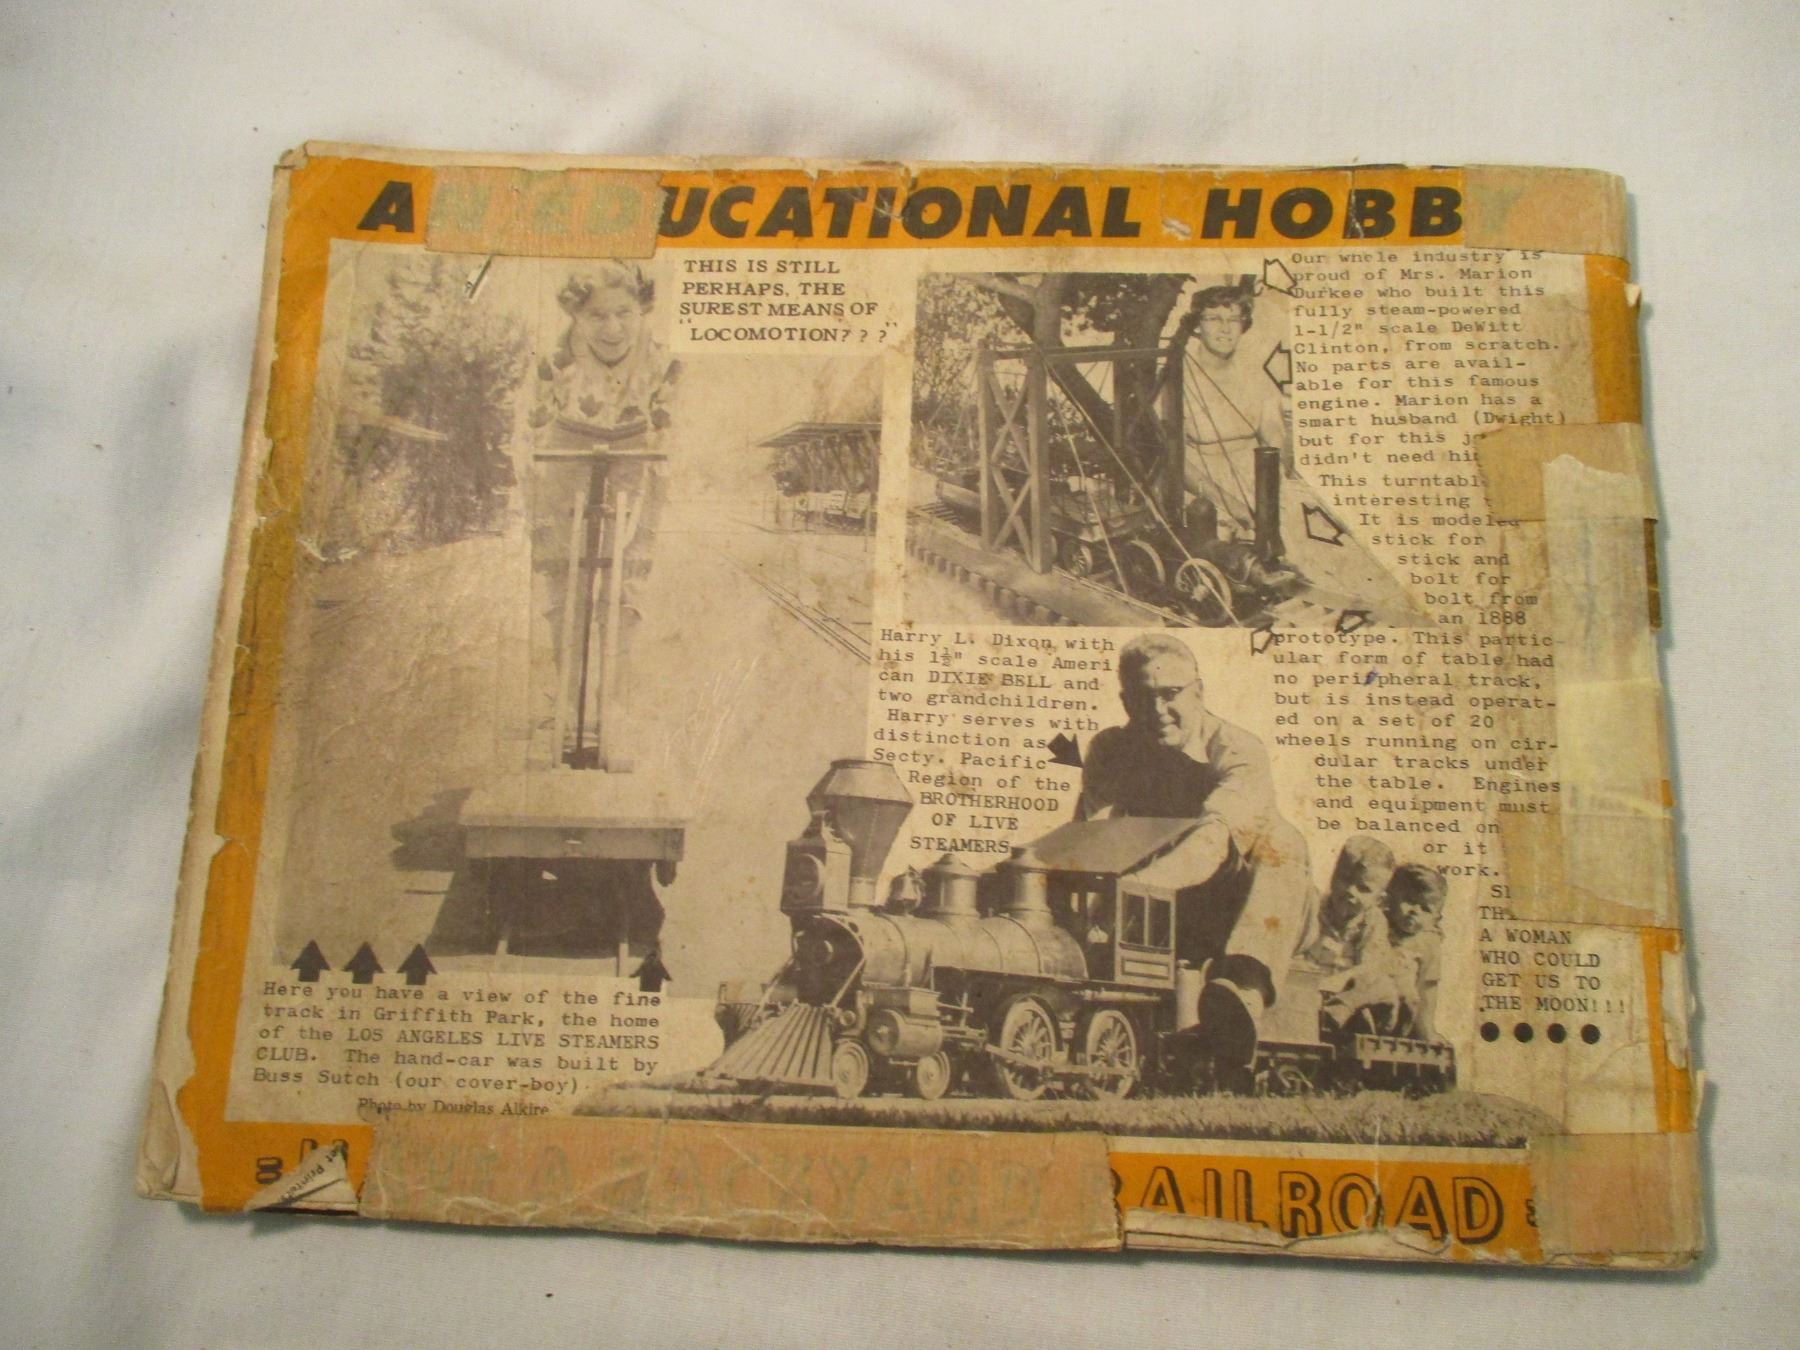 AN EDUCATIONAL HOBBY
THIS IS STILL
PERHAPS, THE
SUREST MEANS OF
"LOCOMOTION???"
Our whole industry is
proud of Mrs. Marion
Durkee who built this
fully steam-powered
1-1/2" scale DeWitt
Clinton, from scratch.
No parts are avail-
able for this famous
engine. Marion has a
smart husband (Dwight)
but for this
didn't need
This
interesting
It is
stick for
stick and
bolt for
bolt from
an 1888
prototype. This partic-
ular form of table had
no peripheral track,
but is instead operat-
ed on a set of 20
wheels running on cir-
cular tracks under
the table. Engines
and equipment must
be balanced on
or it
work.
A WOMAN
WHO COULD
GET US TO
THE MOON!!!
Harry L. Dixon with
his 1½" scale Ameri
can DIXIE BELL and
two grandchildren.
Harry serves with
distinction as
Secty. Pacific
Region of the
BROTHERHOOD
OF LIVE
STEAMERS
Here you have a view of the fine
track in Griffith Park, the home
of the LOS ANGELES LIVE STEAMERS
CLUB. The hand-car was built by
Buss Sutch (our cover-boy).
Photo by Douglas Alkire
HAVE A BACKYARD RAILROAD